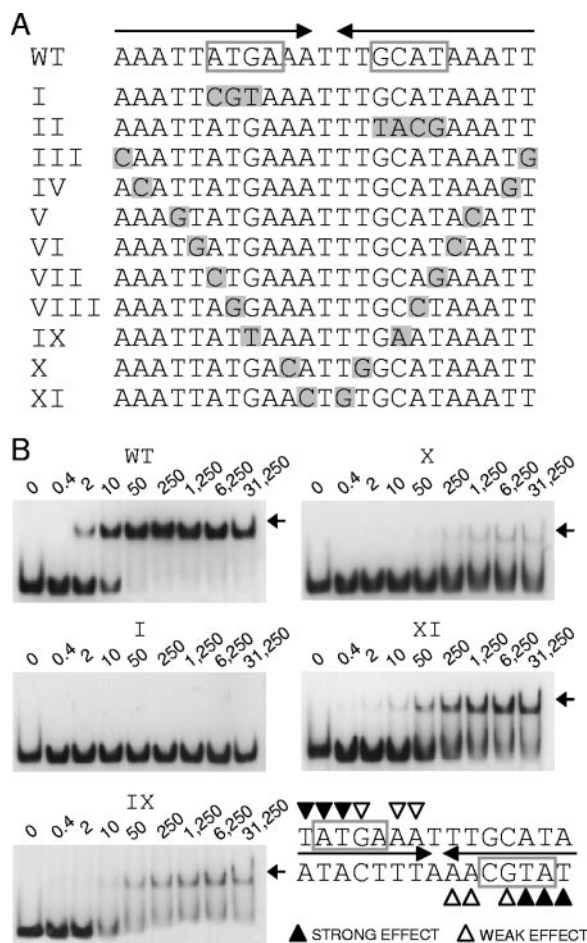 A
WT AAATTATGAAATTTGCATAAATT
I AAATTCGTAAATTTGCATAAATT
II AAATTATGAAATTTTACGAAATT
III CAATTATGAAATTTGCATAAATG
IV ACATTATGAAATTTGCATAAAGT
V AAAGTATGAAATTTGCATACATT
VI AAATGATGAAATTTGCATCAATT
VII AAATTCTGAAATTTGCAGAAATT
VIII AAATTAGGAAATTTGCCTAAATT
IX AAATTATTAAATTTGAATAAATT
X AAATTATGACATTGGCATAAATT
XI AAATTATGAACTGTGCATAAATT
B
WT
0 0.4 2 10 50 250 1,250 6,250 31,250
X
0 0.4 2 10 50 250 1,250 6,250 31,250
I
0 0.4 2 10 50 250 1,250 6,250 31,250
XI
0 0.4 2 10 50 250 1,250 6,250 31,250
IX
0 0.4 2 10 50 250 1,250 6,250 31,250
TATGAAATTTGCATA
ATACTTTAAACGTAT
STRONG EFFECT WEAK EFFECT